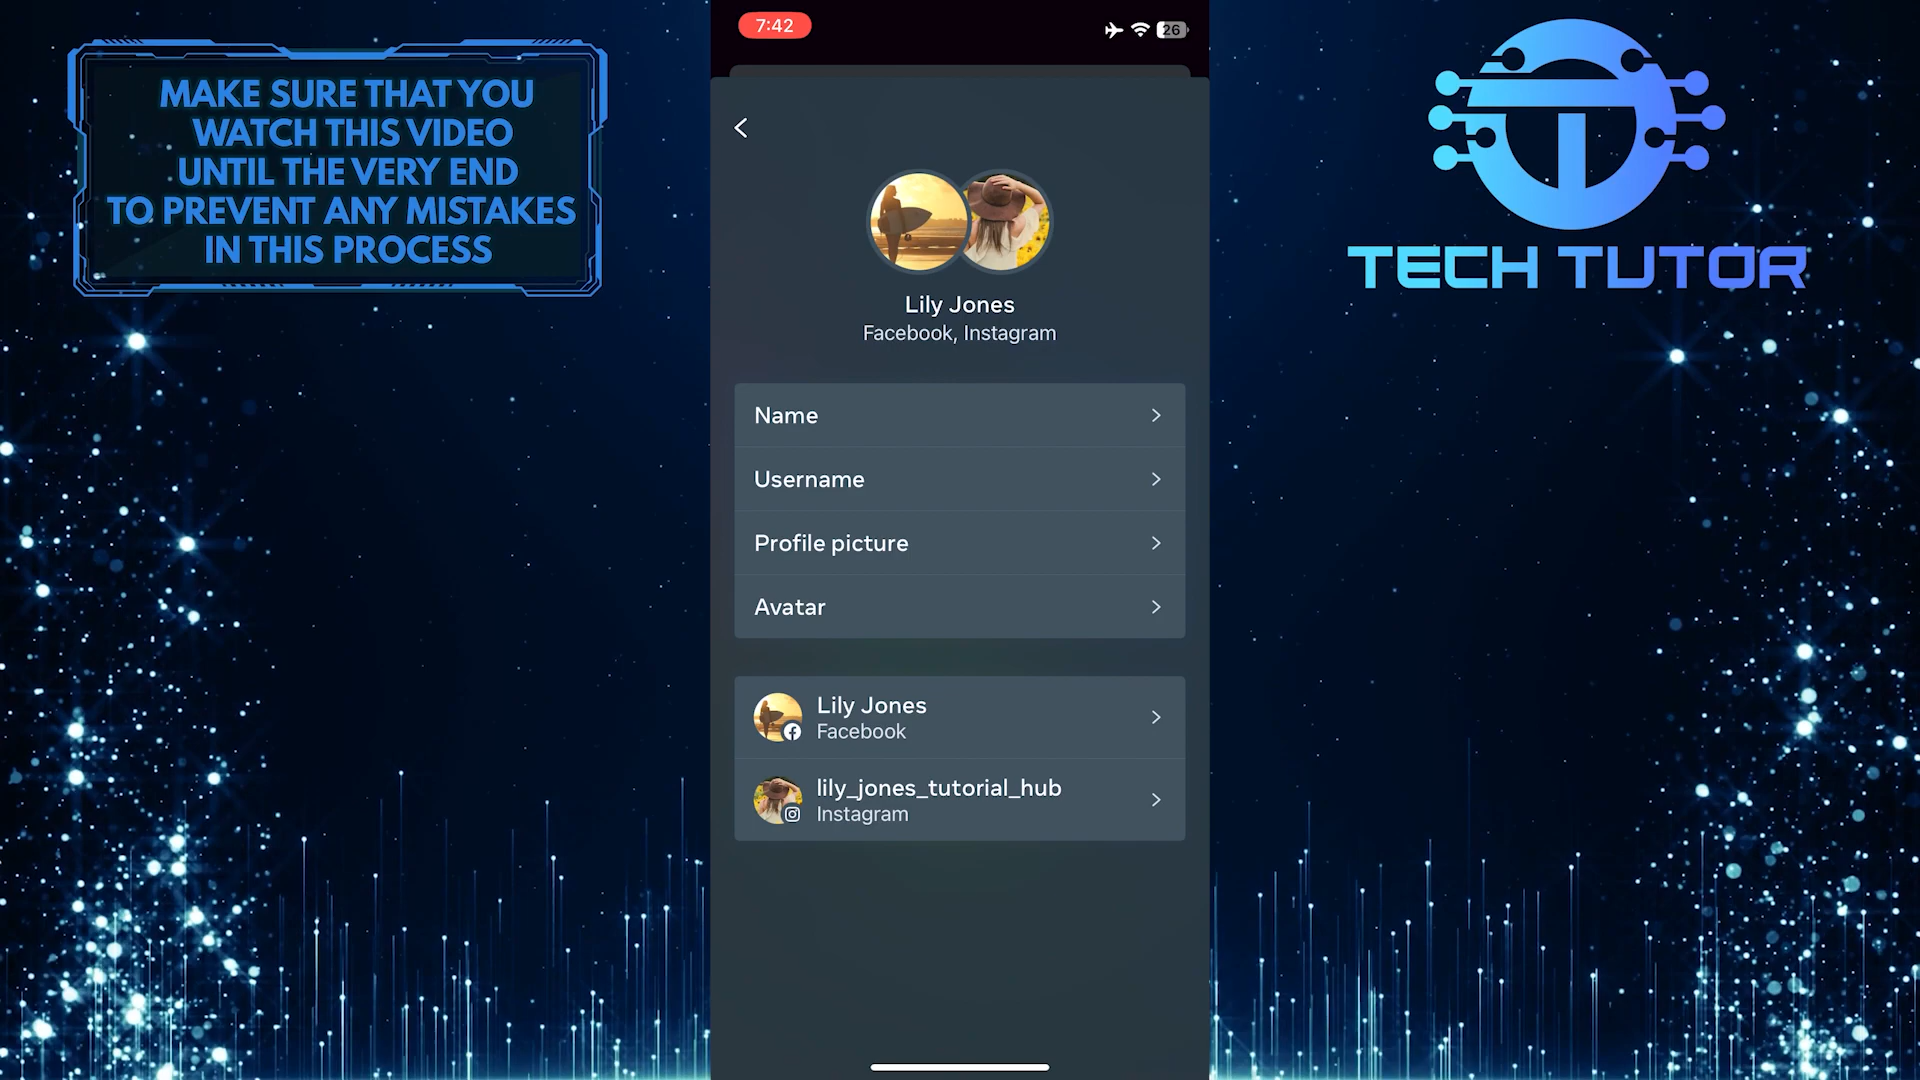 MAKE SURE THAT YOU
WATCH THIS VIDEO
UNTIL THE VERY END
TO PREVENT ANY MISTAKES
IN THIS PROCESS
7:42
26
Lily Jones
Facebook, Instagram
Name
Username
Profile picture
Avatar
Lily Jones
Facebook
lily_jones_tutorial_hub
Instagram
TECH TUTOR